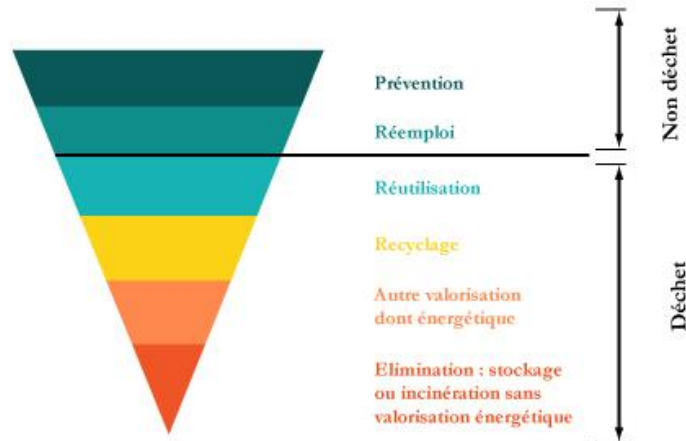 Prévention
Réemploi
Réutilisation
Recyclage
Autre valorisation
dont énergétique
Elimination : stockage
ou incinération sans
valorisation énergétique
Non déchet
Déchet